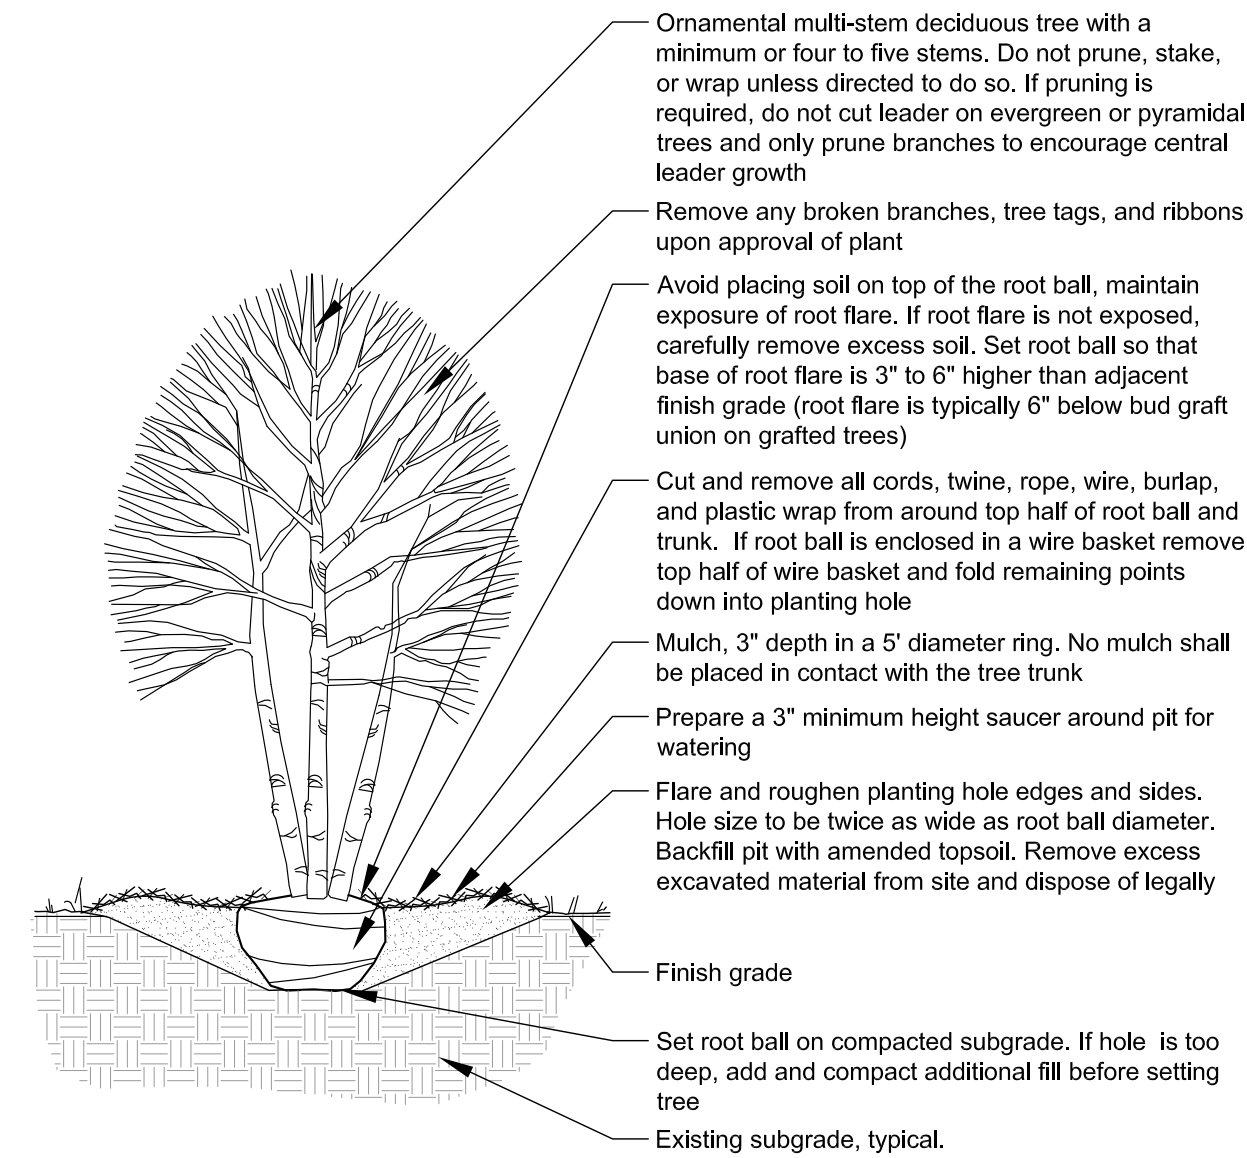 Ornamental multi-stem deciduous tree with a
minimum or four to five stems. Do not prune, stake,
or wrap unless directed to do so. If pruning is
required, do not cut leader on evergreen or pyramidal
trees and only prune branches to encourage central
leader growth
Remove any broken branches, tree tags, and ribbons
upon approval of plant
Avoid placing soil on top of the root ball, maintain
exposure of root flare. If root flare is not exposed,
carefully remove excess soil. Set root ball so that
base of root flare is 3" to 6" higher than adjacent
finish grade (root flare is typically 6" below bud graft
union on grafted trees)
Cut and remove all cords, twine, rope, wire, burlap,
and plastic wrap from around top half of root ball and
trunk.  If root ball is enclosed in a wire basket remove
top half of wire basket and fold remaining points
down into planting hole
Mulch, 3" depth in a 5' diameter ring. No mulch shall
be placed in contact with the tree trunk
Prepare a 3" minimum height saucer around pit for
watering
Flare and roughen planting hole edges and sides.
Hole size to be twice as wide as root ball diameter.
Backfill pit with amended topsoil. Remove excess
excavated material from site and dispose of legally
Finish grade
Set root ball on compacted subgrade. If hole  is too
deep, add and compact additional fill before setting
tree
Existing subgrade, typical.